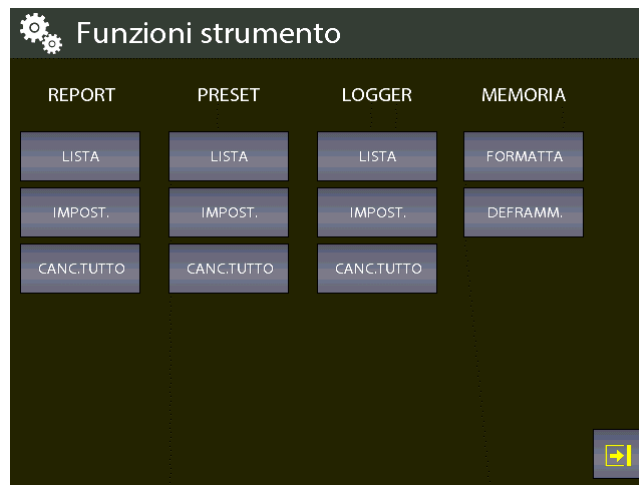 Funzioni strumento
REPORT PRESET LOGGER MEMORIA
LISTA LISTA LISTA FORMATTA
IMPOST. IMPOST. IMPOST. DEFRAMM.
CANC.TUTTO CANC.TUTTO CANC.TUTTO